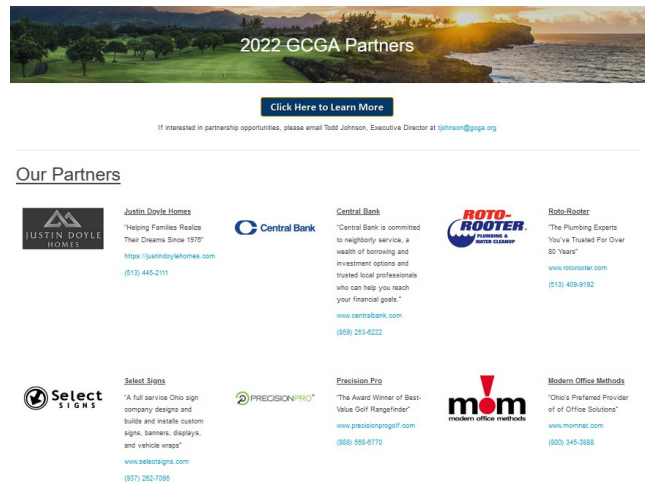 2022 GCGA Partners
Click Here to Learn More
If interested in partnership opportunities, please email Todd Johnson, Executive Director at tjohnson@gcga.org
Our Partners
JUSTIN DOYLE
HOMES
Justin Doyle Homes
"Helping Families Realize
Their Dreams Since 1976"
https://justindoylehomes.com
(513) 445-2111
Central Bank
Central Bank
"Central Bank is committed
to neighborly service, a
wealth of borrowing and
investment options and
trusted local professionals
who can help you reach
your financial goals."
www.centralbank.com
(859) 253-6222
ROTO-
ROOTER.
PLUMBING &
WATER CLEANUP
Roto-Rooter
"The Plumbing Experts
You've Trusted For Over
80 Years"
www.rotorooter.com
(513) 409-9192
Select
SIGNS
Select Signs
"A full service Ohio sign
company designs and
builds and installs custom
signs, banners, displays,
and vehicle wraps"
www.selectsigns.com
(937) 262-7095
PRECISIONPRO
Precision Pro
"The Award Winner of Best-
Value Golf Rangefinder"
www.precisionprogolf.com
(888) 568-6770
mom
modern office methods
Modern Office Methods
"Ohio's Preferred Provider
of of Office Solutions"
www.momnet.com
(800) 345-3888